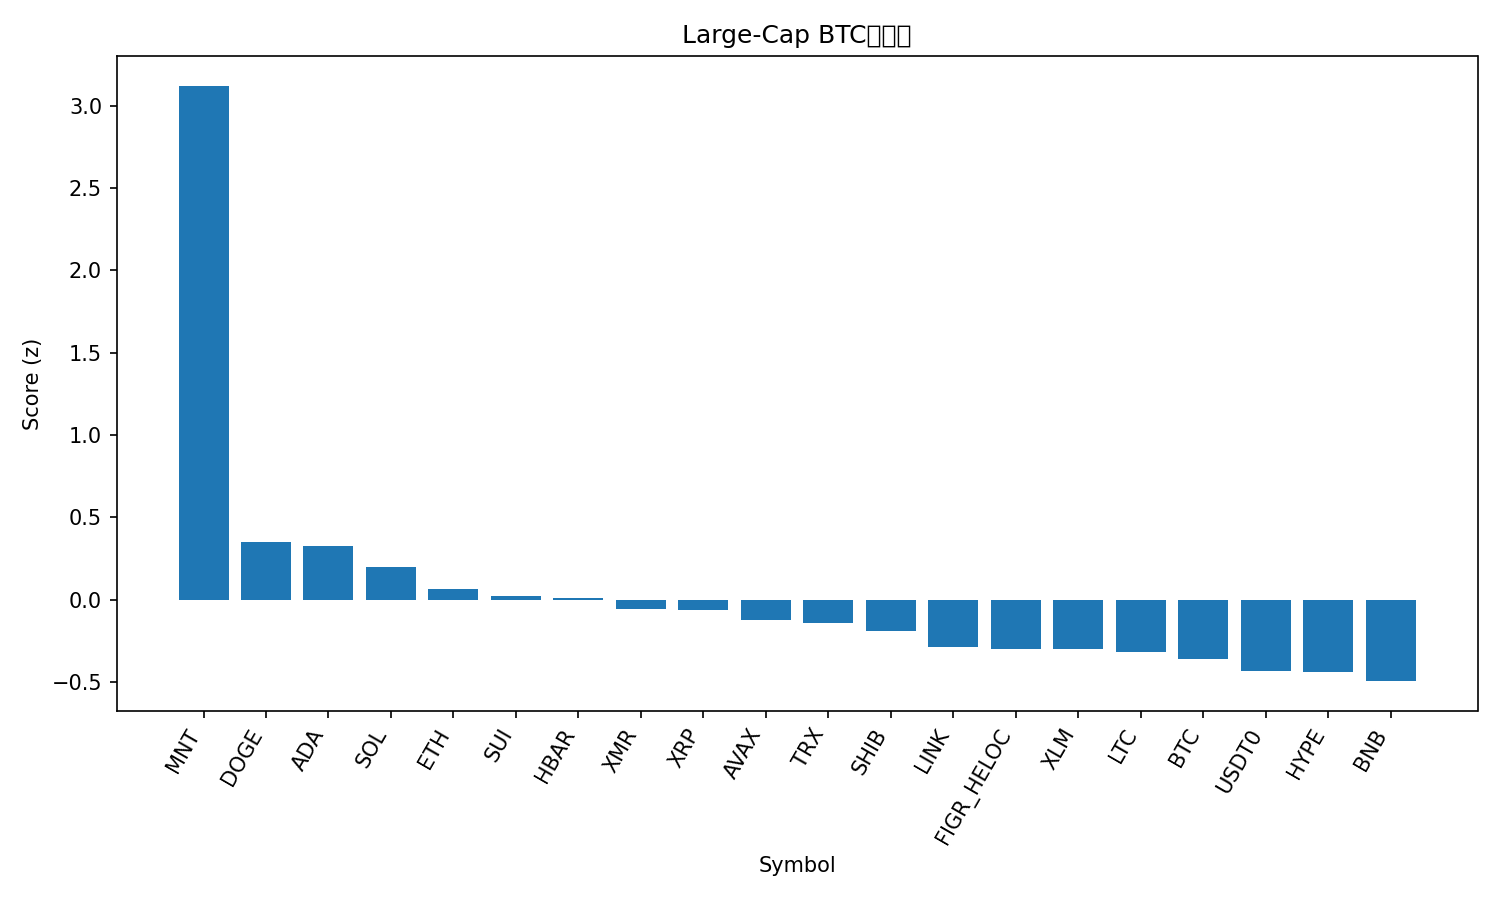 Large-Cap BTC
3.0
2.5
2.0
1.5
1.0
0.5
0.0
−0.5
Score (z)
MNT
DOGE
ADA
SOL
ETH
SUI
HBAR
XMR
XRP
AVAX
TRX
SHIB
LINK
FIGR_HELOC
XLM
LTC
BTC
USDT0
HYPE
BNB
Symbol